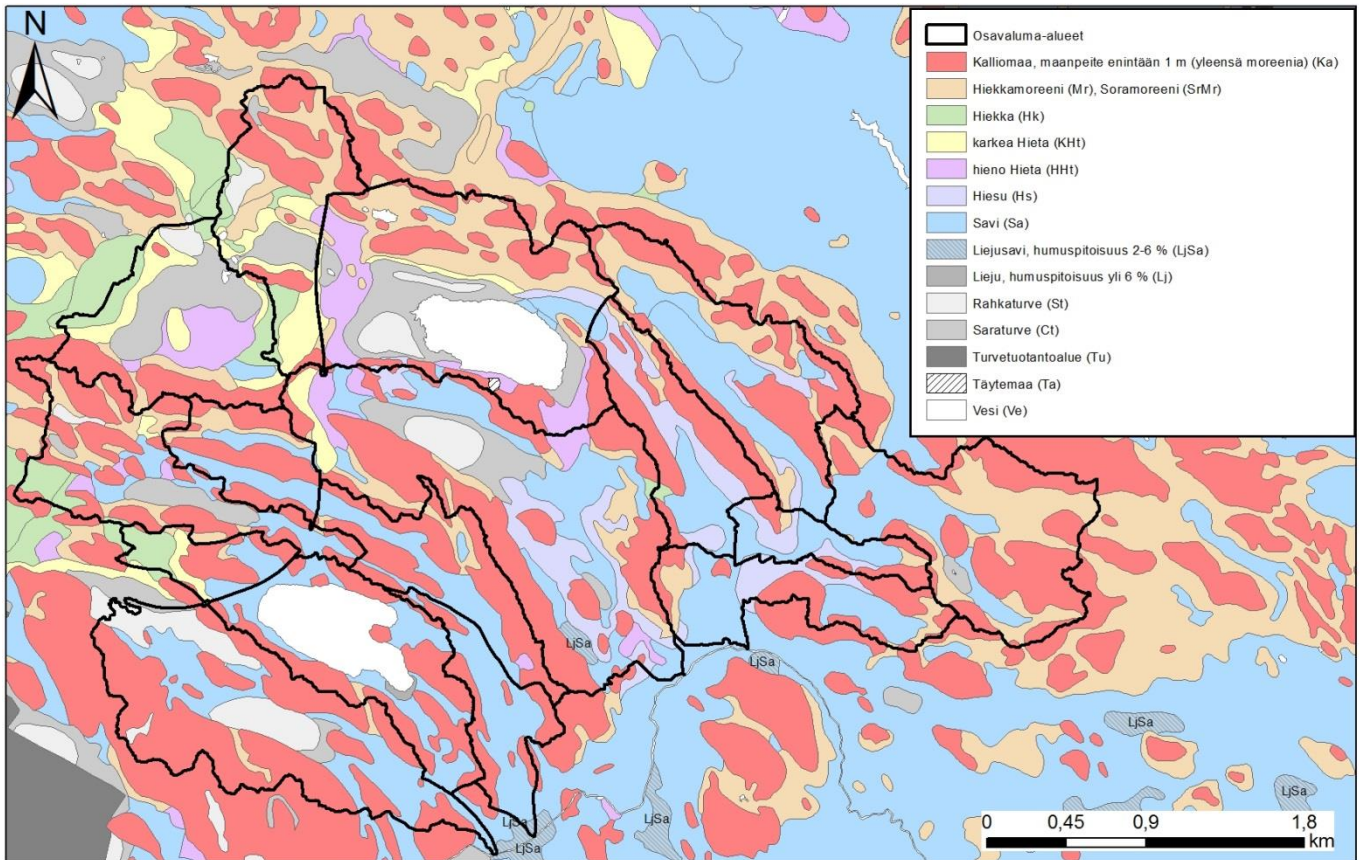 N
Osavaluma-alueet
Kalliomaa, maanpeite enintään 1 m (yleensä moreenia) (Ka)
Hiekkamoreeni (Mr), Soramoreeni (SrMr)
Hiekka (Hk)
karkea Hieta (KHt)
hieno Hieta (HHt)
Hiesu (Hs)
Savi (Sa)
Liejusavi, humuspitoisuus 2-6 % (LjSa)
Lieju, humuspitoisuus yli 6 % (Lj)
Rahkaturve (St)
Saraturve (Ct)
Turvetuotantoalue (Tu)
Täytemaa (Ta)
Vesi (Ve)
LjSa
LjSa
LjSa
LjSa
LjSa
LjSa
LjSa
0 0,45 0,9 1,8
km